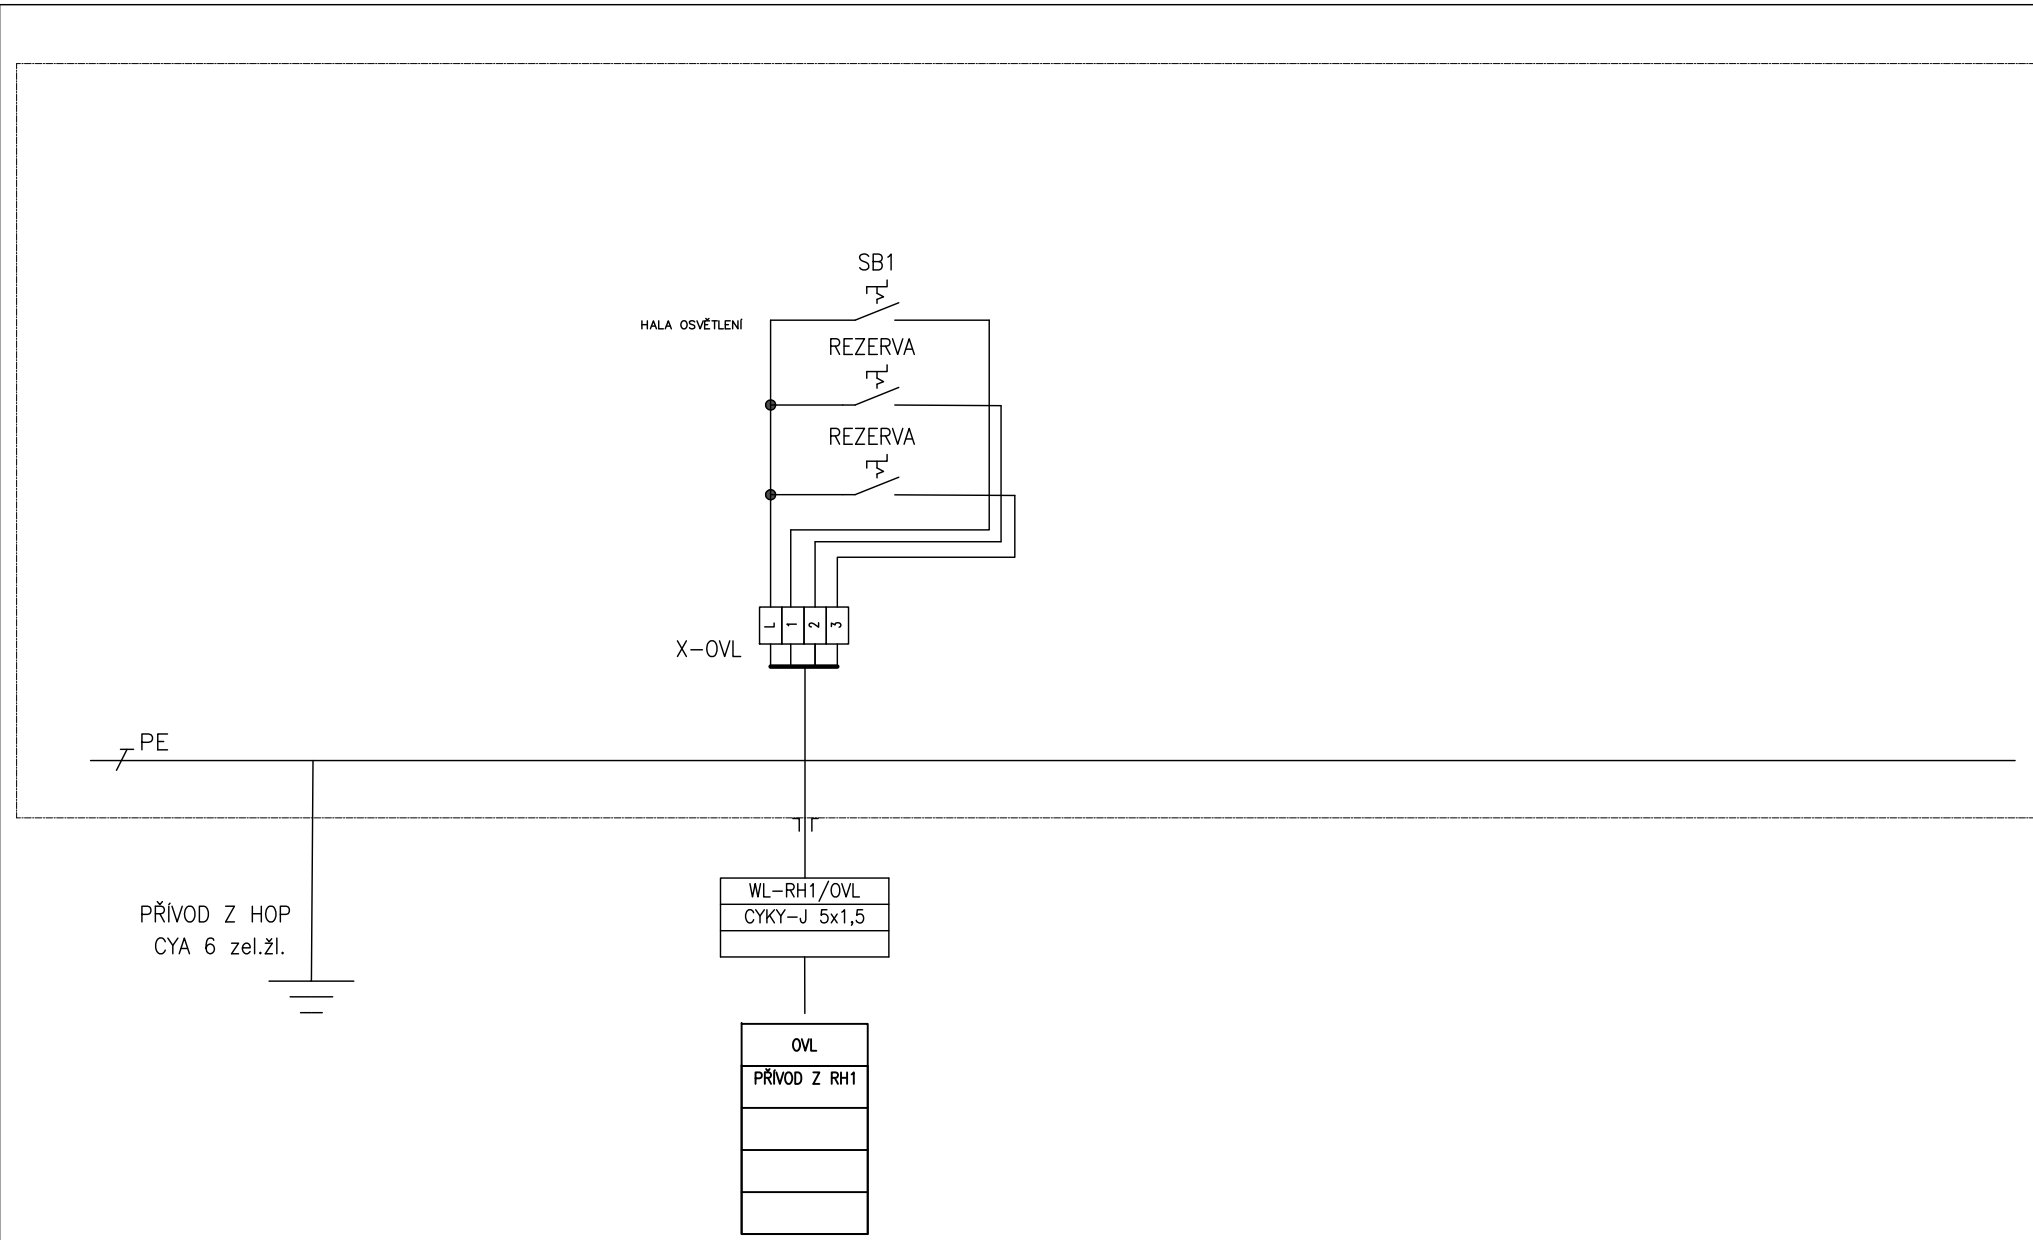 SB1
HALA OSVĚTLENÍ
REZERVA
REZERVA
L 1 2 3
X-OVL
PE
WL-RH1/OVL
CYKY-J 5x1,5
PŘÍVOD Z HOP
CYA 6 zel.žl.
OVL
PŘÍVOD Z RH1